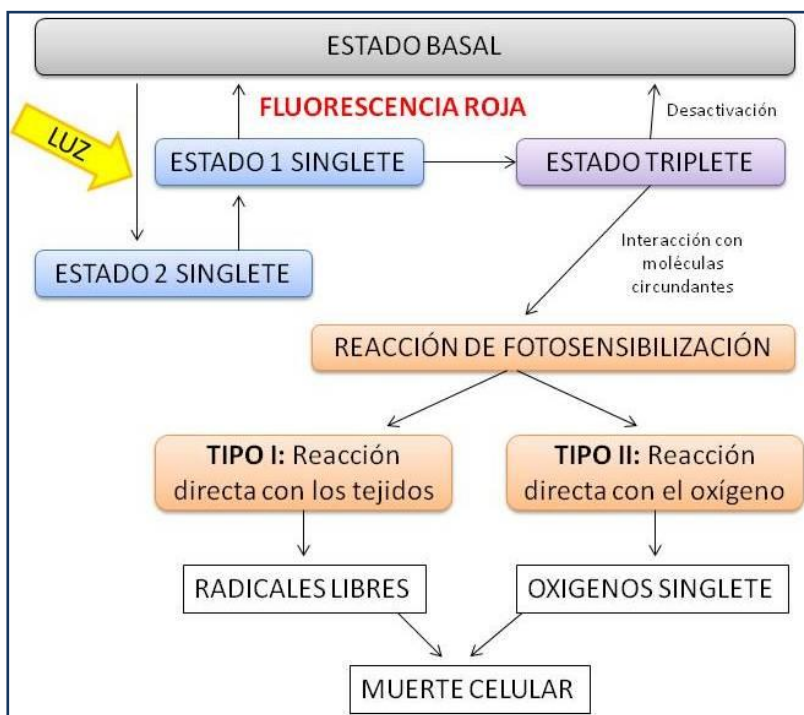 ESTADO BASAL
LUZ
FLUORESCENCIA ROJA
Desactivación
ESTADO 1 SINGLETE
ESTADO TRIPLETE
ESTADO 2 SINGLETE
Interacción con
moléculas
circundantes
REACCIÓN DE FOTOSENSIBILIZACIÓN
TIPO I: Reacción
directa con los tejidos
TIPO II: Reacción
directa con el oxígeno
RADICALES LIBRES
OXIGENOS SINGLETE
MUERTE CELULAR